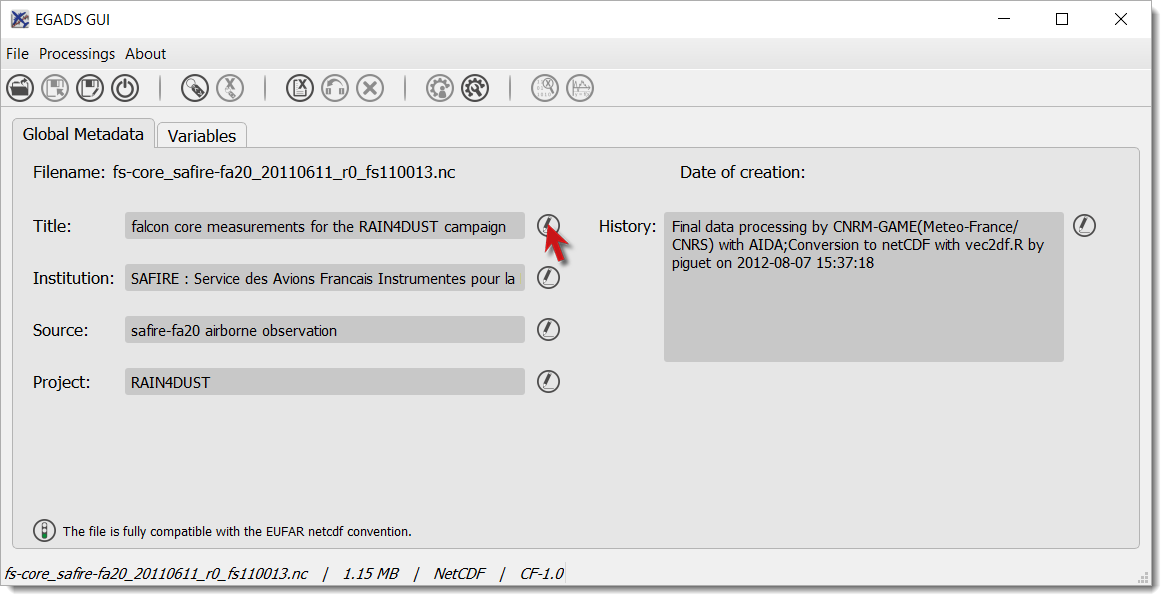 EGADS GUI
File Processings About
Global Metadata Variables
Filename: fs-core_safire-fa20_20110611_r0_fs110013.nc
Date of creation:
Title: falcon core measurements for the RAIN4DUST campaign
Institution: SAFIRE : Service des Avions Francais Instrumentes pour la
Source: safire-fa20 airborne observation
Project: RAIN4DUST
History: Final data processing by CNRM-GAME(Meteo-France/
CNRS) with AIDA;Conversion to netCDF with vec2df.R by
piguet on 2012-08-07 15:37:18
The file is fully compatible with the EUFAR netcdf convention.
fs-core_safire-fa20_20110611_r0_fs110013.nc | 1.15 MB | NetCDF | CF-1.0